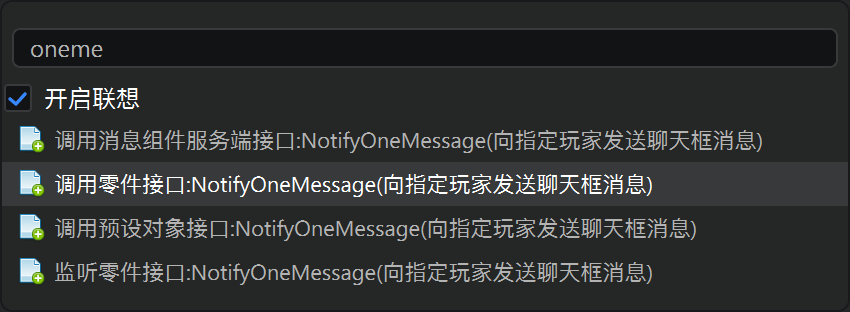 oneme
开启联想
调用消息组件服务端接口:NotifyOneMessage(向指定玩家发送聊天框消息)
调用零件接口:NotifyOneMessage(向指定玩家发送聊天框消息)
调用预设对象接口:NotifyOneMessage(向指定玩家发送聊天框消息)
监听零件接口:NotifyOneMessage(向指定玩家发送聊天框消息)